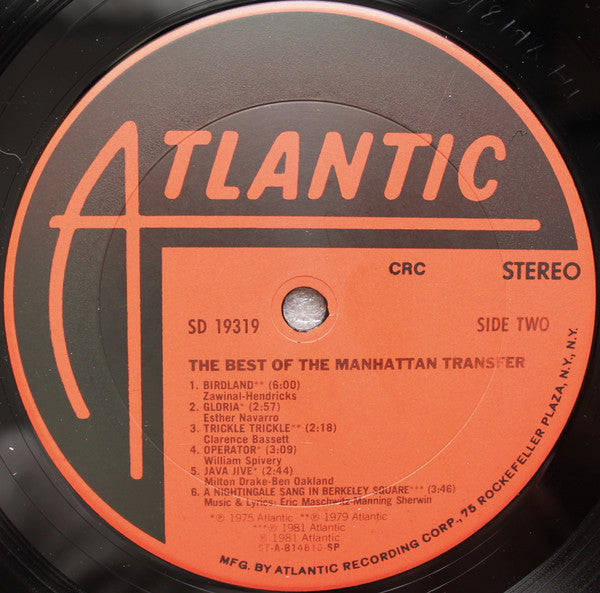 ATLANTIC
CRC STEREO
SD 19319 SIDE TWO
THE BEST OF THE MANHATTAN TRANSFER
1. BIRDLAND** (6:00)
Zawinal-Hendricks
2. GLORIA* (2:57)
Esther Navarro
3. TRICKLE TRICKLE** (2:18)
Clarence Bassett
4. OPERATOR* (3:09)
William Spivery
5. JAVA JIVE* (2:44)
Milton Drake-Ben Oakland
6. A NIGHTINGALE SANG IN BERKELEY SQUARE*** (3:46)
Music & Lyrics: Eric Maschwitz-Manning Sherwin
*℗ 1975 Atlantic **℗ 1979 Atlantic
***℗ 1981 Atlantic
℗ 1981 Atlantic
ST-A-814810-SP
MFG. BY ATLANTIC RECORDING CORP., 75 ROCKEFELLER PLAZA, N.Y., N.Y.